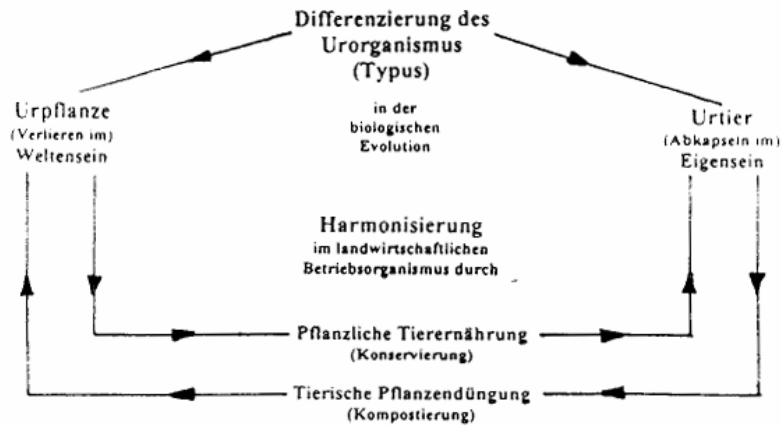 Differenzierung des
Urorganismus
(Typus)
in der
biologischen
Evolution
Urpflanze
(Verlieren im)
Weltensein
Urtier
(Abkapseln im)
Eigensein
Harmonisierung
im landwirtschaftlichen
Betriebsorganismus durch
Pflanzliche Tierernährung
(Konservierung)
Tierische Pflanzendüngung
(Kompostierung)